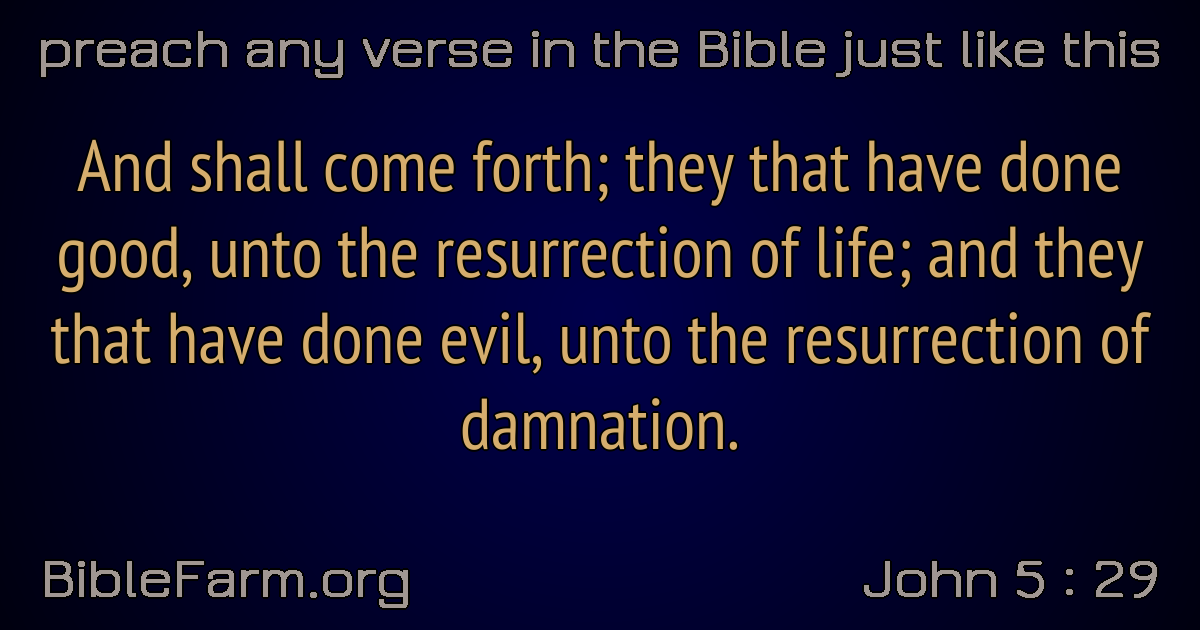 preach any verse in the Bible just like this
And shall come forth; they that have done
good, unto the resurrection of life; and they
that have done evil, unto the resurrection of
damnation.
BibleFarm.org
John 5 : 29